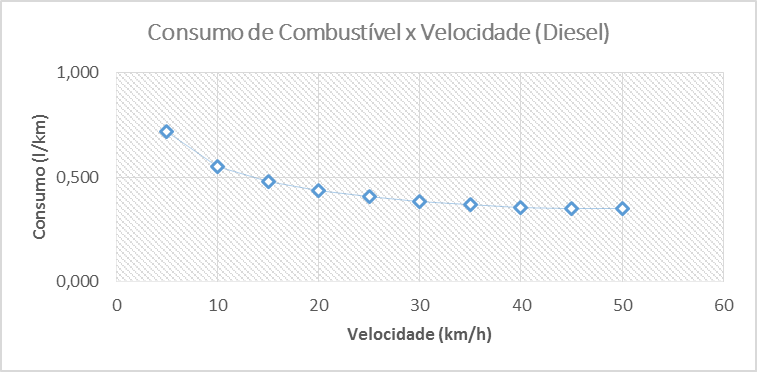 Consumo de Combustível x Velocidade (Diesel)
1,000
0,500
0,000
Consumo (l/km)
0 10 20 30 40 50 60
Velocidade (km/h)